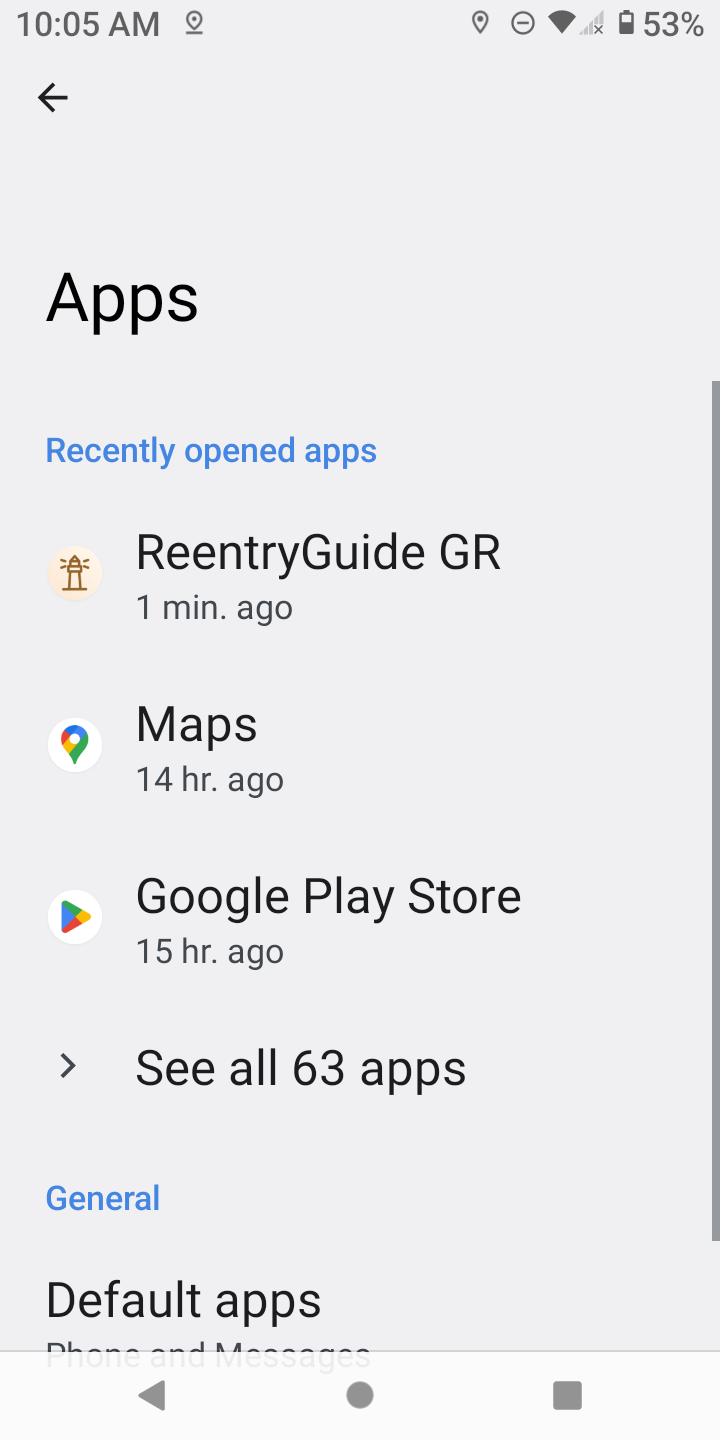 10:05 AM 53%
Apps
Recently opened apps
ReentryGuide GR
1 min. ago
Maps
14 hr. ago
Google Play Store
15 hr. ago
See all 63 apps
General
Default apps
Phone and Messages